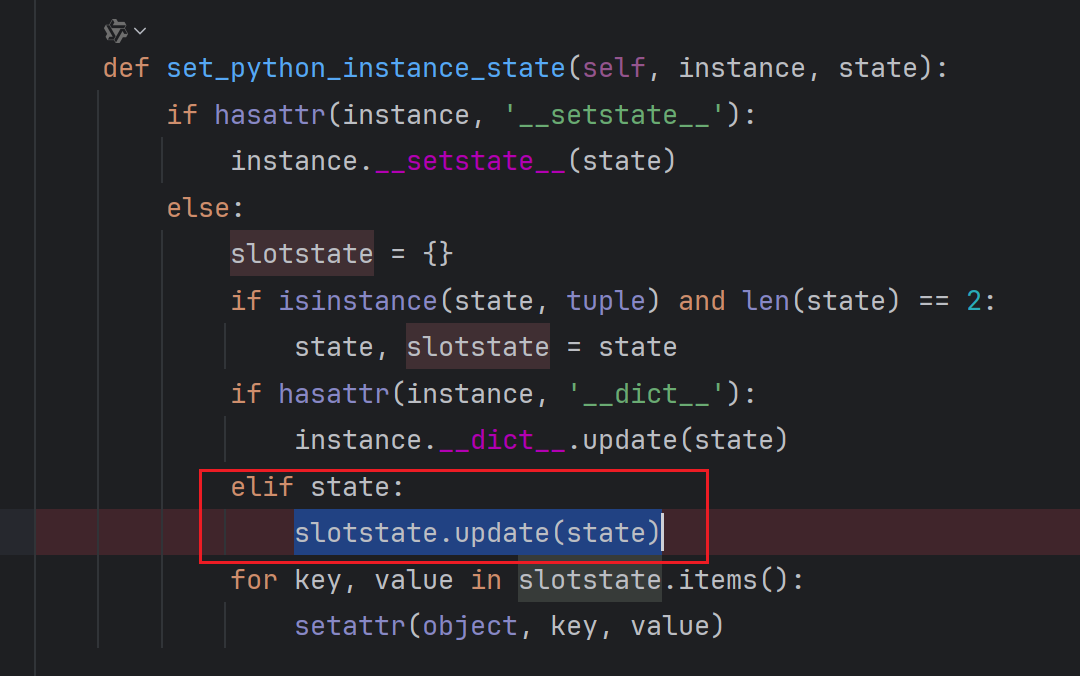 def set_python_instance_state(self, instance, state):
    if hasattr(instance, '__setstate__'):
        instance.__setstate__(state)
    else:
        slotstate = {}
        if isinstance(state, tuple) and len(state) == 2:
            state, slotstate = state
        if hasattr(instance, '__dict__'):
            instance.__dict__.update(state)
        elif state:
            slotstate.update(state)
        for key, value in slotstate.items():
            setattr(object, key, value)